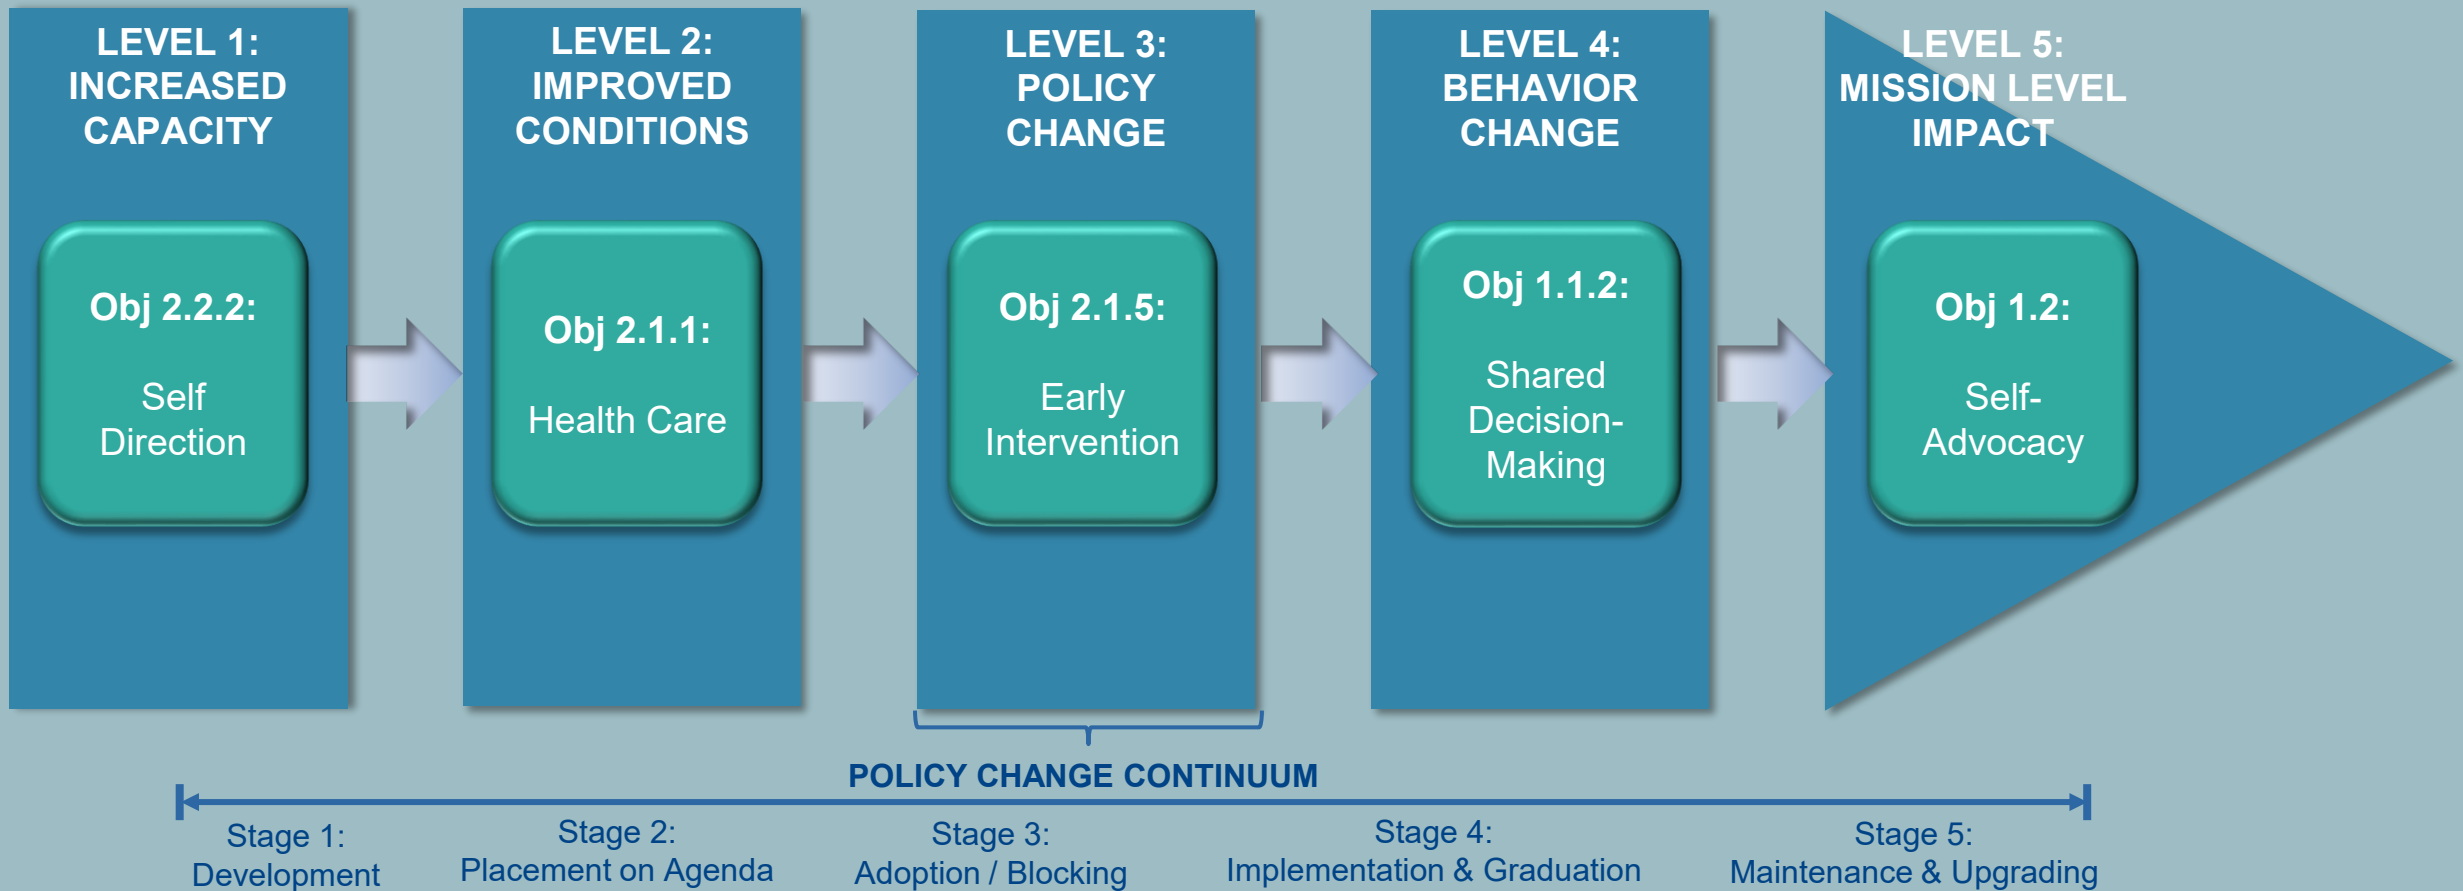 LEVEL 1:
INCREASED
CAPACITY
Obj 2.2.2:
Self
Direction
LEVEL 2:
IMPROVED
CONDITIONS
Obj 2.1.1:
Health Care
LEVEL 3:
POLICY
CHANGE
Obj 2.1.5:
Early
Intervention
LEVEL 4:
BEHAVIOR
CHANGE
Obj 1.1.2:
Shared
Decision-
Making
LEVEL 5:
MISSION LEVEL
IMPACT
Obj 1.2:
Self-
Advocacy
POLICY CHANGE CONTINUUM
Stage 1:
Development
Stage 2:
Placement on Agenda
Stage 3:
Adoption / Blocking
Stage 4:
Implementation & Graduation
Stage 5:
Maintenance & Upgrading